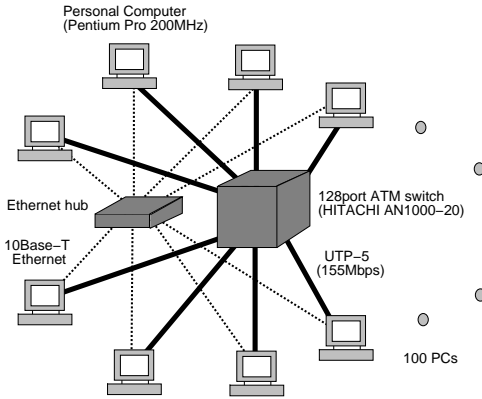 Personal Computer
(Pentium Pro 200MHz)
Ethernet hub
128port ATM switch
(HITACHI AN1000−20)
10Base−T
Ethernet
UTP−5
(155Mbps)
100 PCs